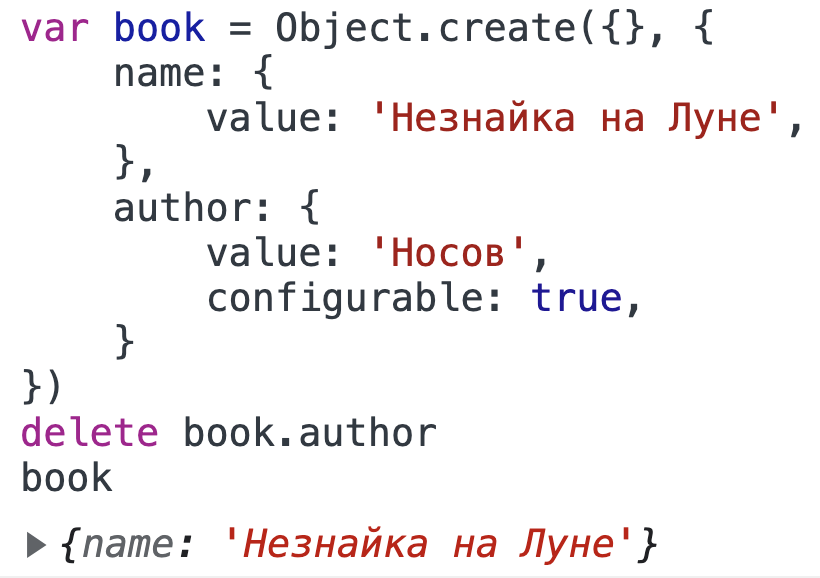 var book = Object.create({}, {
    name: {
        value: 'Незнайка на Луне',
    },
    author: {
        value: 'Носов',
        configurable: true,
    }
})
delete book.author
book
▶ {name: 'Незнайка на Луне'}